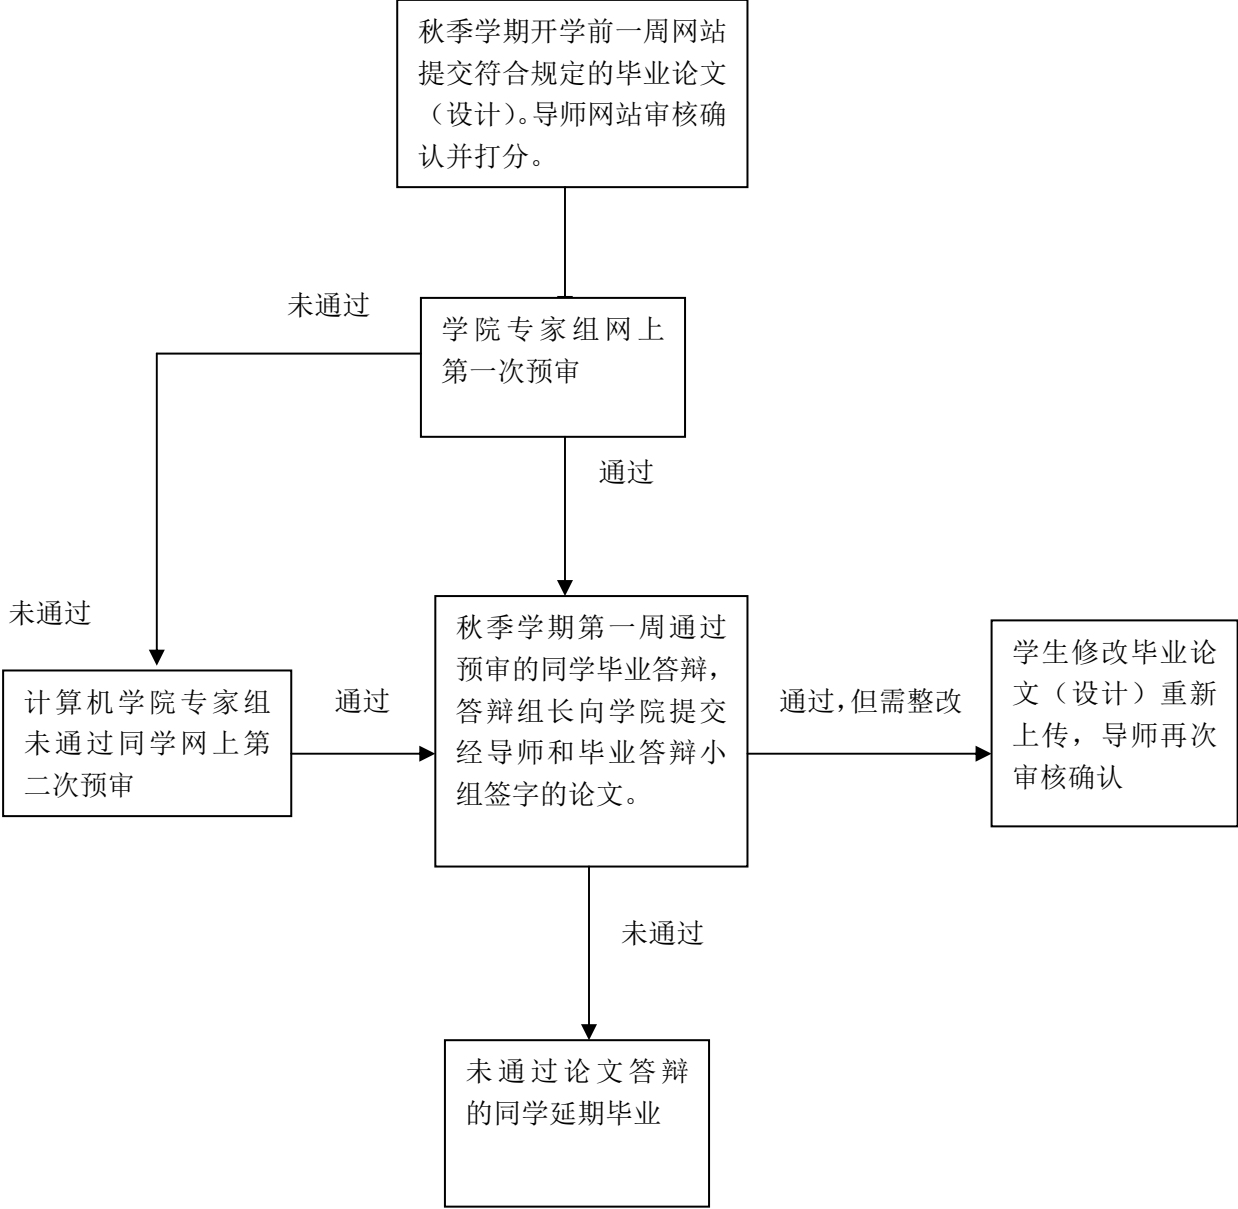 秋季学期开学前一周网站
提交符合规定的毕业论文
（设计）。导师网站审核确
认并打分。
未通过
学院专家组网上
第一次预审
通过
未通过
秋季学期第一周通过
预审的同学毕业答辩，
答辩组长向学院提交
经导师和毕业答辩小
组签字的论文。
学生修改毕业论
文（设计）重新
上传，导师再次
审核确认
计算机学院专家组
未通过同学网上第
二次预审
通过
通过，但需整改
未通过
未通过论文答辩
的同学延期毕业